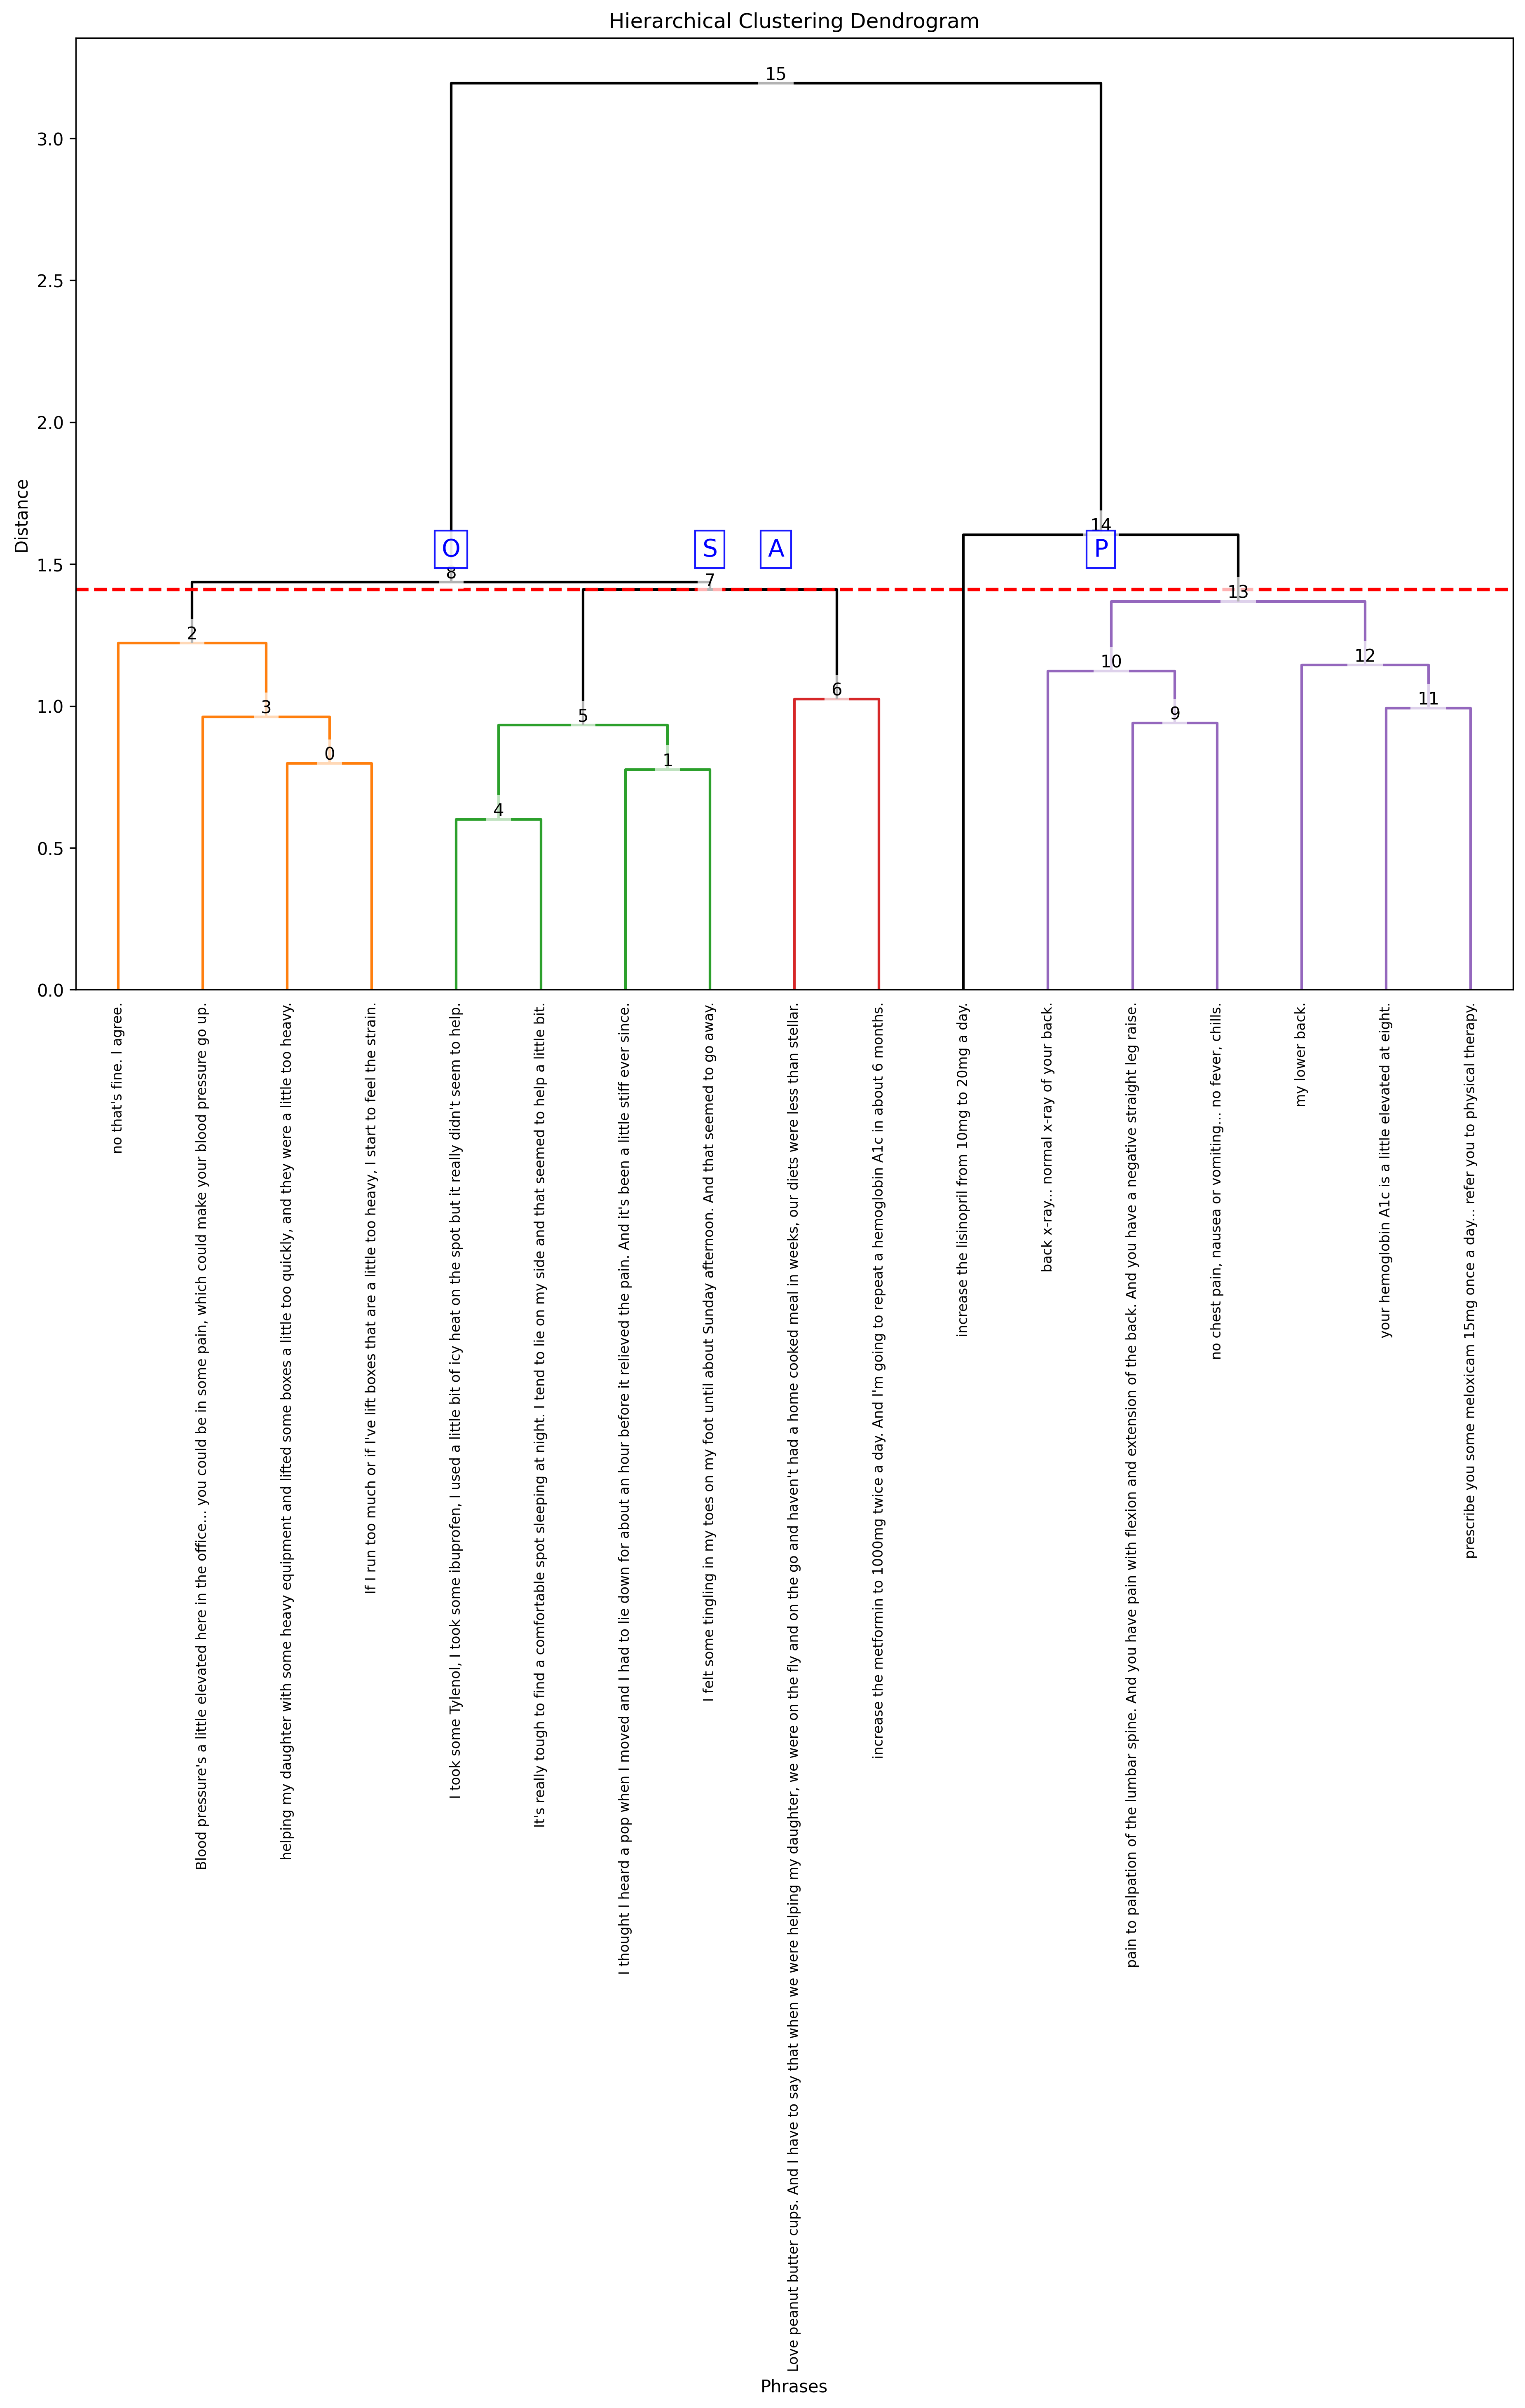 Hierarchical Clustering Dendrogram
15
3.0
2.5
2.0
Distance
14
O
S
A
P
1.5
8
7
13
2
12
10
6
11
1.0
3
5
9
0
1
4
0.5
0.0
no that's fine. I agree.
Blood pressure's a little elevated here in the office... you could be in some pain, which could make your blood pressure go up.
helping my daughter with some heavy equipment and lifted some boxes a little too quickly, and they were a little too heavy.
If I run too much or if I've lift boxes that are a little too heavy, I start to feel the strain.
I took some Tylenol, I took some ibuprofen, I used a little bit of icy heat on the spot but it really didn't seem to help.
It's really tough to find a comfortable spot sleeping at night. I tend to lie on my side and that seemed to help a little bit.
I thought I heard a pop when I moved and I had to lie down for about an hour before it relieved the pain. And it's been a little stiff ever since.
I felt some tingling in my toes on my foot until about Sunday afternoon. And that seemed to go away.
Love peanut butter cups. And I have to say that when we were helping my daughter, we were on the fly and on the go and haven't had a home cooked meal in weeks, our diets were less than stellar.
increase the metformin to 1000mg twice a day. And I'm going to repeat a hemoglobin A1c in about 6 months.
increase the lisinopril from 10mg to 20mg a day.
back x-ray... normal x-ray of your back.
pain to palpation of the lumbar spine. And you have pain with flexion and extension of the back. And you have a negative straight leg raise.
no chest pain, nausea or vomiting... no fever, chills.
my lower back.
your hemoglobin A1c is a little elevated at eight.
prescribe you some meloxicam 15mg once a day... refer you to physical therapy.
Phrases